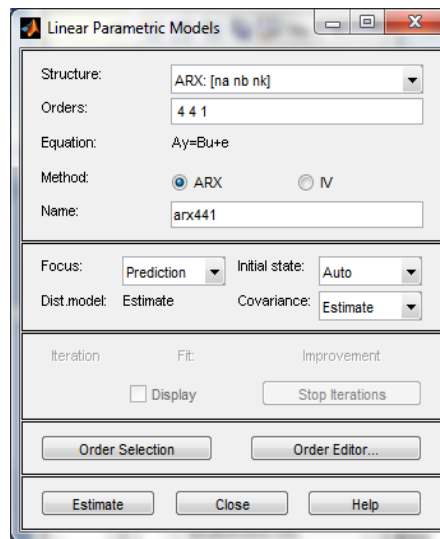 Linear Parametric Models
Structure: ARX: [na nb nk]
Orders: 4 4 1
Equation: Ay=Bu+e
Method: ARX IV
Name: arx441
Focus: Prediction Initial state: Auto
Dist.model: Estimate Covariance: Estimate
Iteration Fit: Improvement
Display Stop Iterations
Order Selection Order Editor...
Estimate Close Help